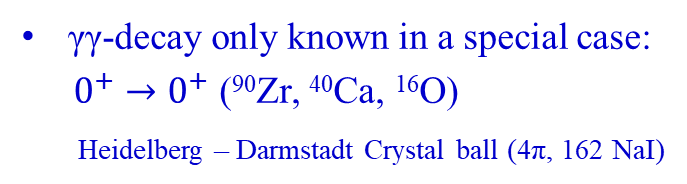 • γγ-decay only known in a special case:
0⁺ → 0⁺ (⁹⁰Zr, ⁴⁰Ca, ¹⁶O)
Heidelberg – Darmstadt Crystal ball (4π, 162 NaI)